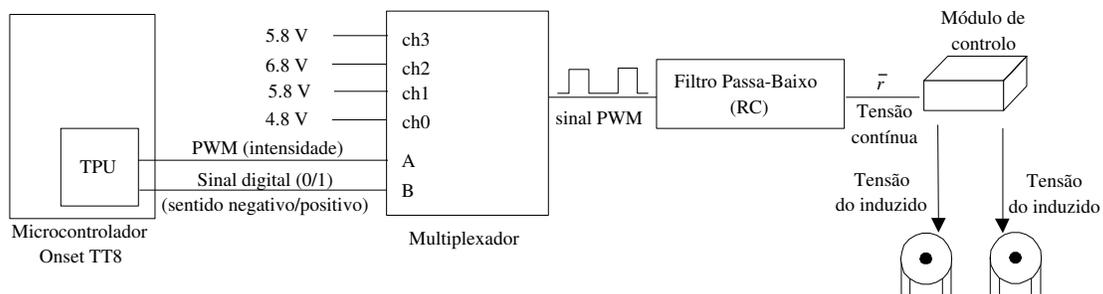 Módulo de
controlo
5.8 V
ch3
6.8 V
ch2
5.8 V
ch1
4.8 V
ch0
Filtro Passa-Baixo
(RC)
r̄
sinal PWM
Tensão
contínua
PWM (intensidade)
A
TPU
Sinal digital (0/1)
B
(sentido negativo/positivo)
Tensão
do induzido
Tensão
do induzido
Microcontrolador
Onset TT8
Multiplexador